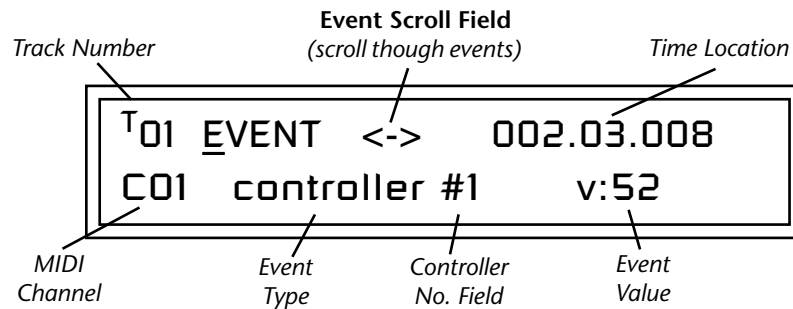 Event Scroll Field
Track Number (scroll though events) Time Location
T01 EVENT <-> 002.03.008
C01 controller #1 v:52
MIDI Event Controller Event
Channel Type No. Field Value